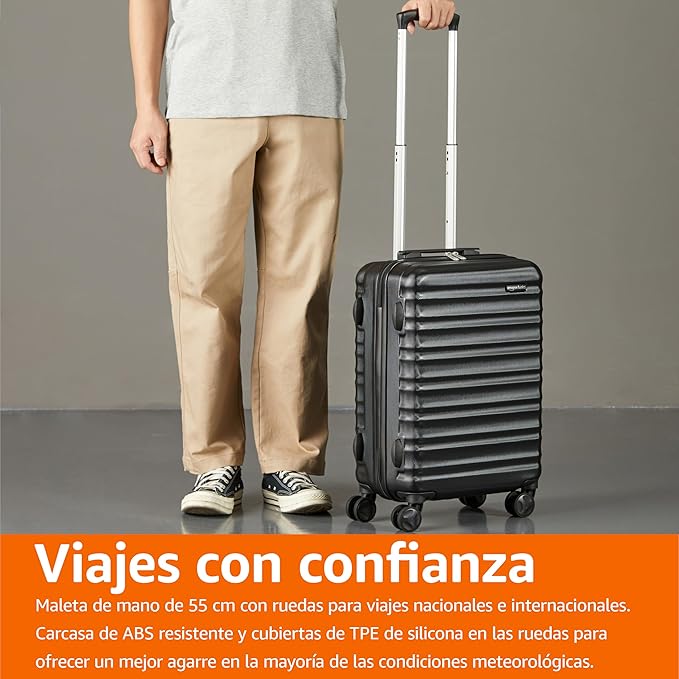 Viajes con confianza
Maleta de mano de 55 cm con ruedas para viajes nacionales e internacionales.
Carcasa de ABS resistente y cubiertas de TPE de silicona en las ruedas para
ofrecer un mejor agarre en la mayoría de las condiciones meteorológicas.